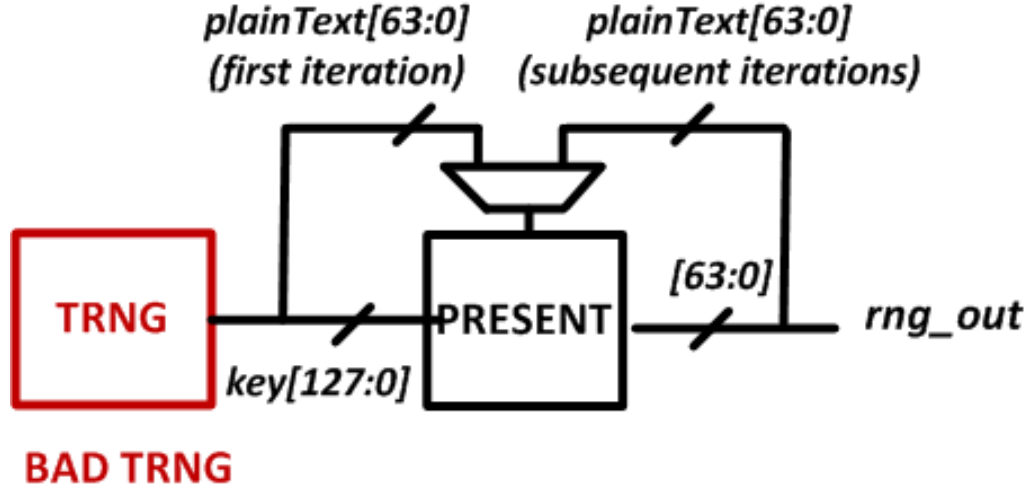 plainText[63:0]
(first iteration)
plainText[63:0]
(subsequent iterations)
TRNG
key[127:0]
PRESENT
[63:0]
rng_out
BAD TRNG